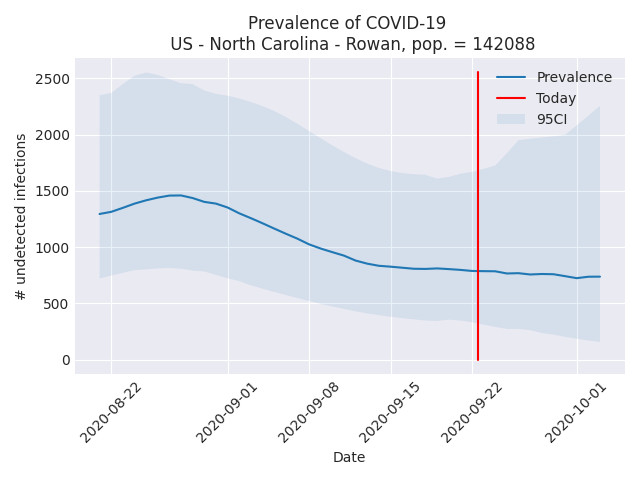 Prevalence of COVID-19
US - North Carolina - Rowan, pop. = 142088
Prevalence
Today
95CI
# undetected infections
2500
2000
1500
1000
500
0
2020-08-22
2020-09-01
2020-09-08
2020-09-15
2020-09-22
2020-10-01
Date